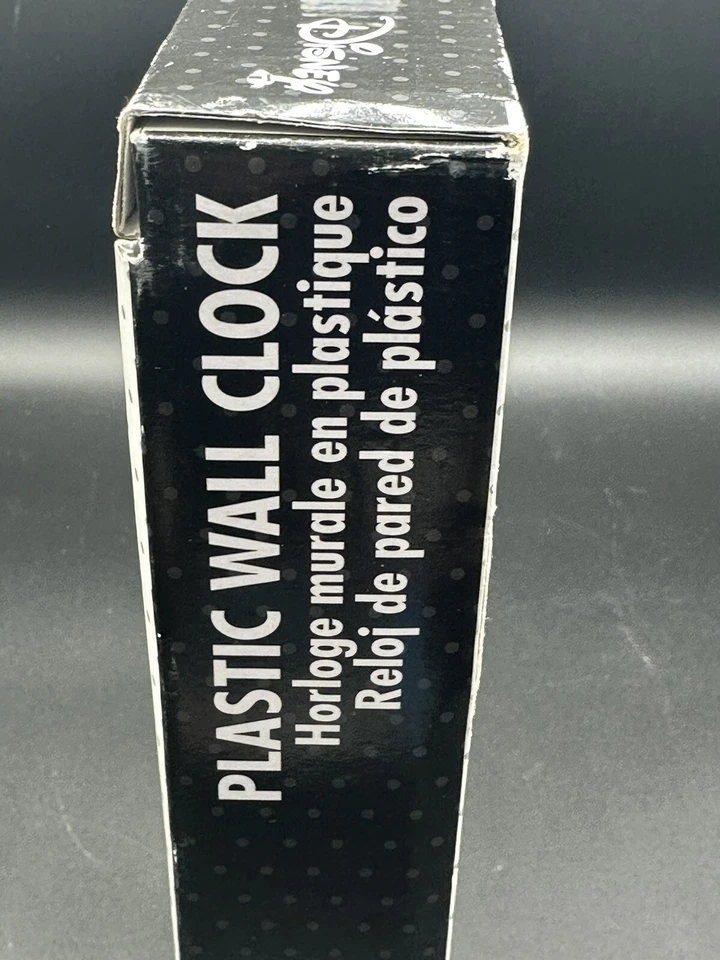 Disney
PLASTIC WALL CLOCK
Horloge murale en plastique
Reloj de pared de plástico